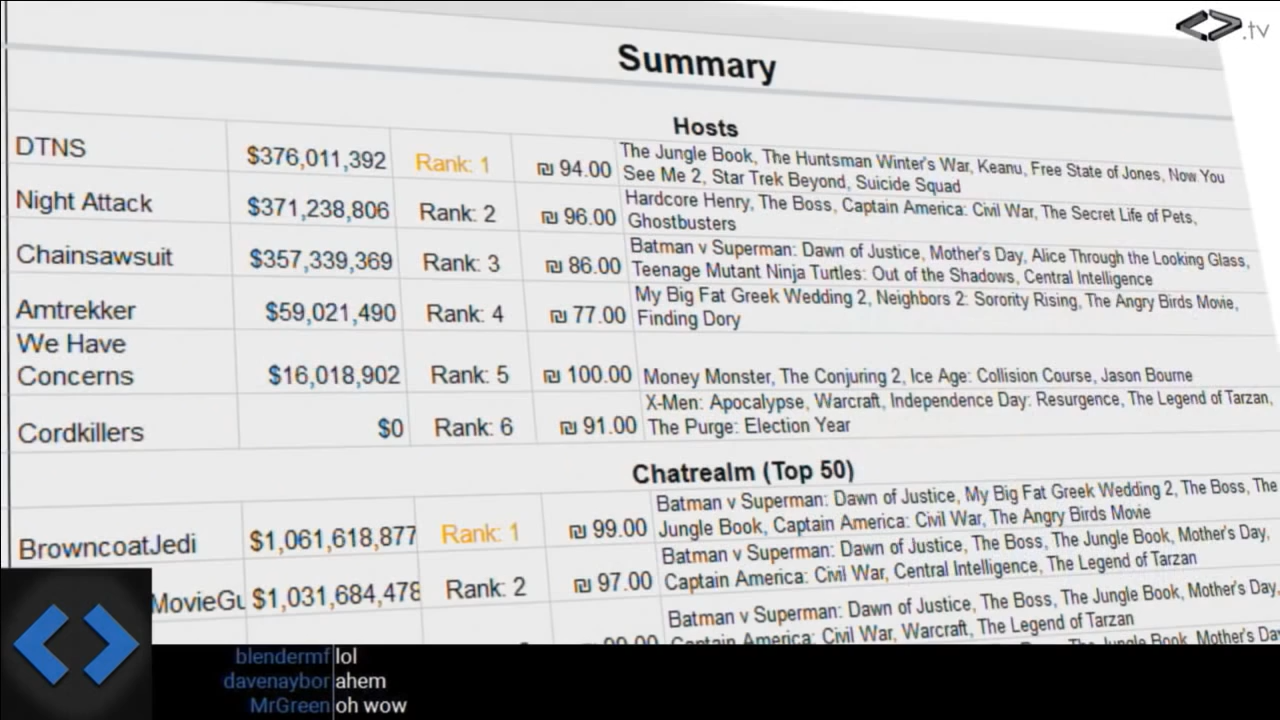 .tv
Summary
Hosts
DTNS $376,011,392 Rank: 1 ₪ 94.00 The Jungle Book, The Huntsman Winter's War, Keanu, Free State of Jones, Now You
See Me 2, Star Trek Beyond, Suicide Squad
Night Attack $371,238,806 Rank: 2 ₪ 96.00 Hardcore Henry, The Boss, Captain America: Civil War, The Secret Life of Pets,
Ghostbusters
Chainsawsuit $357,339,369 Rank: 3 ₪ 86.00 Batman v Superman: Dawn of Justice, Mother's Day, Alice Through the Looking Glass,
Teenage Mutant Ninja Turtles: Out of the Shadows, Central Intelligence
Amtrekker $59,021,490 Rank: 4 ₪ 77.00 My Big Fat Greek Wedding 2, Neighbors 2: Sorority Rising, The Angry Birds Movie,
Finding Dory
We Have
Concerns $16,018,902 Rank: 5 ₪ 100.00 Money Monster, The Conjuring 2, Ice Age: Collision Course, Jason Bourne
Cordkillers $0 Rank: 6 ₪ 91.00 X-Men: Apocalypse, Warcraft, Independence Day: Resurgence, The Legend of Tarzan,
The Purge: Election Year
Chatrealm (Top 50)
BrowncoatJedi $1,061,618,877 Rank: 1 ₪ 99.00 Batman v Superman: Dawn of Justice, My Big Fat Greek Wedding 2, The Boss, The
Jungle Book, Captain America: Civil War, The Angry Birds Movie
MovieGu $1,031,684,478 Rank: 2 ₪ 97.00 Batman v Superman: Dawn of Justice, The Boss, The Jungle Book, Mother's Day,
Captain America: Civil War, Central Intelligence, The Legend of Tarzan
Batman v Superman: Dawn of Justice, The Boss, The Jungle Book, Mother's Day,
Captain America: Civil War, Warcraft, The Legend of Tarzan
Jungle Book, Mother's Da
blendermf lol
davenaybor ahem
MrGreen oh wow